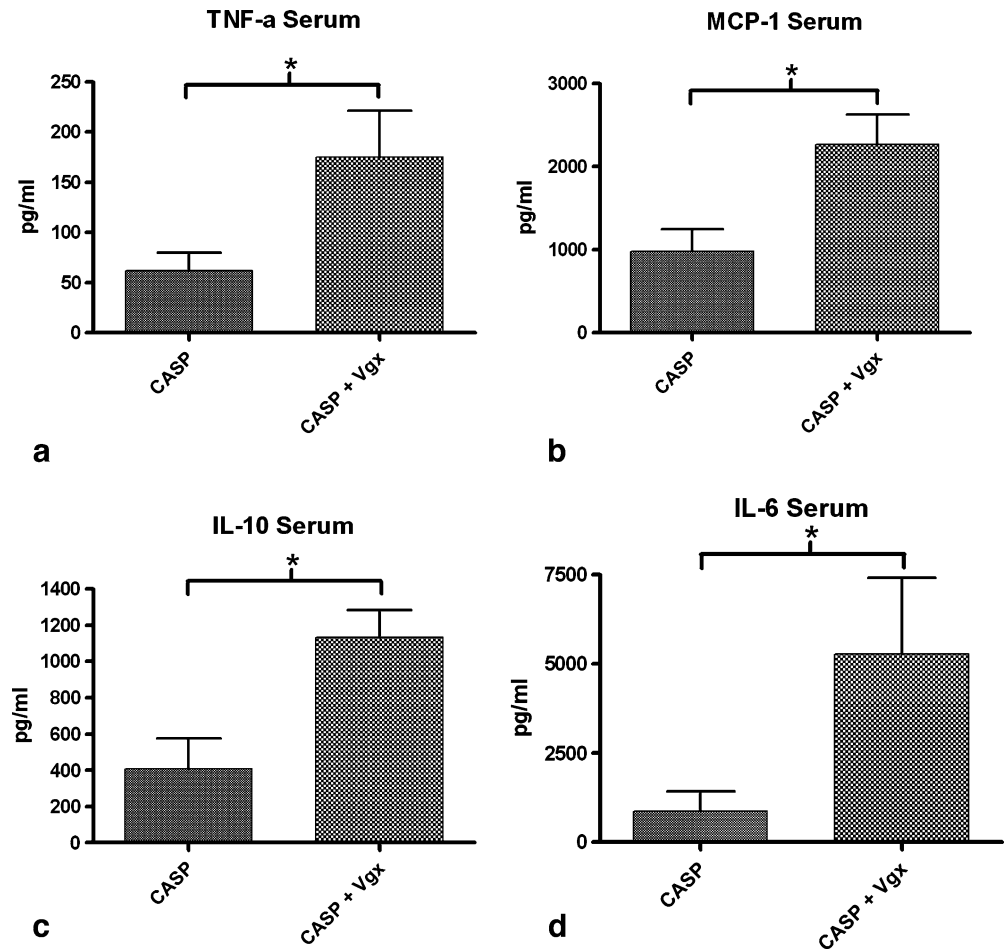 TNF-a Serum
*
250
200
150
100
50
0
pg/ml
CASP
CASP + Vgx
a
MCP-1 Serum
*
3000
2000
1000
0
pg/ml
CASP
CASP + Vgx
b
IL-10 Serum
*
1400
1200
1000
800
600
400
200
0
pg/ml
CASP
CASP + Vgx
c
IL-6 Serum
*
7500
5000
2500
0
pg/ml
CASP
CASP + Vgx
d